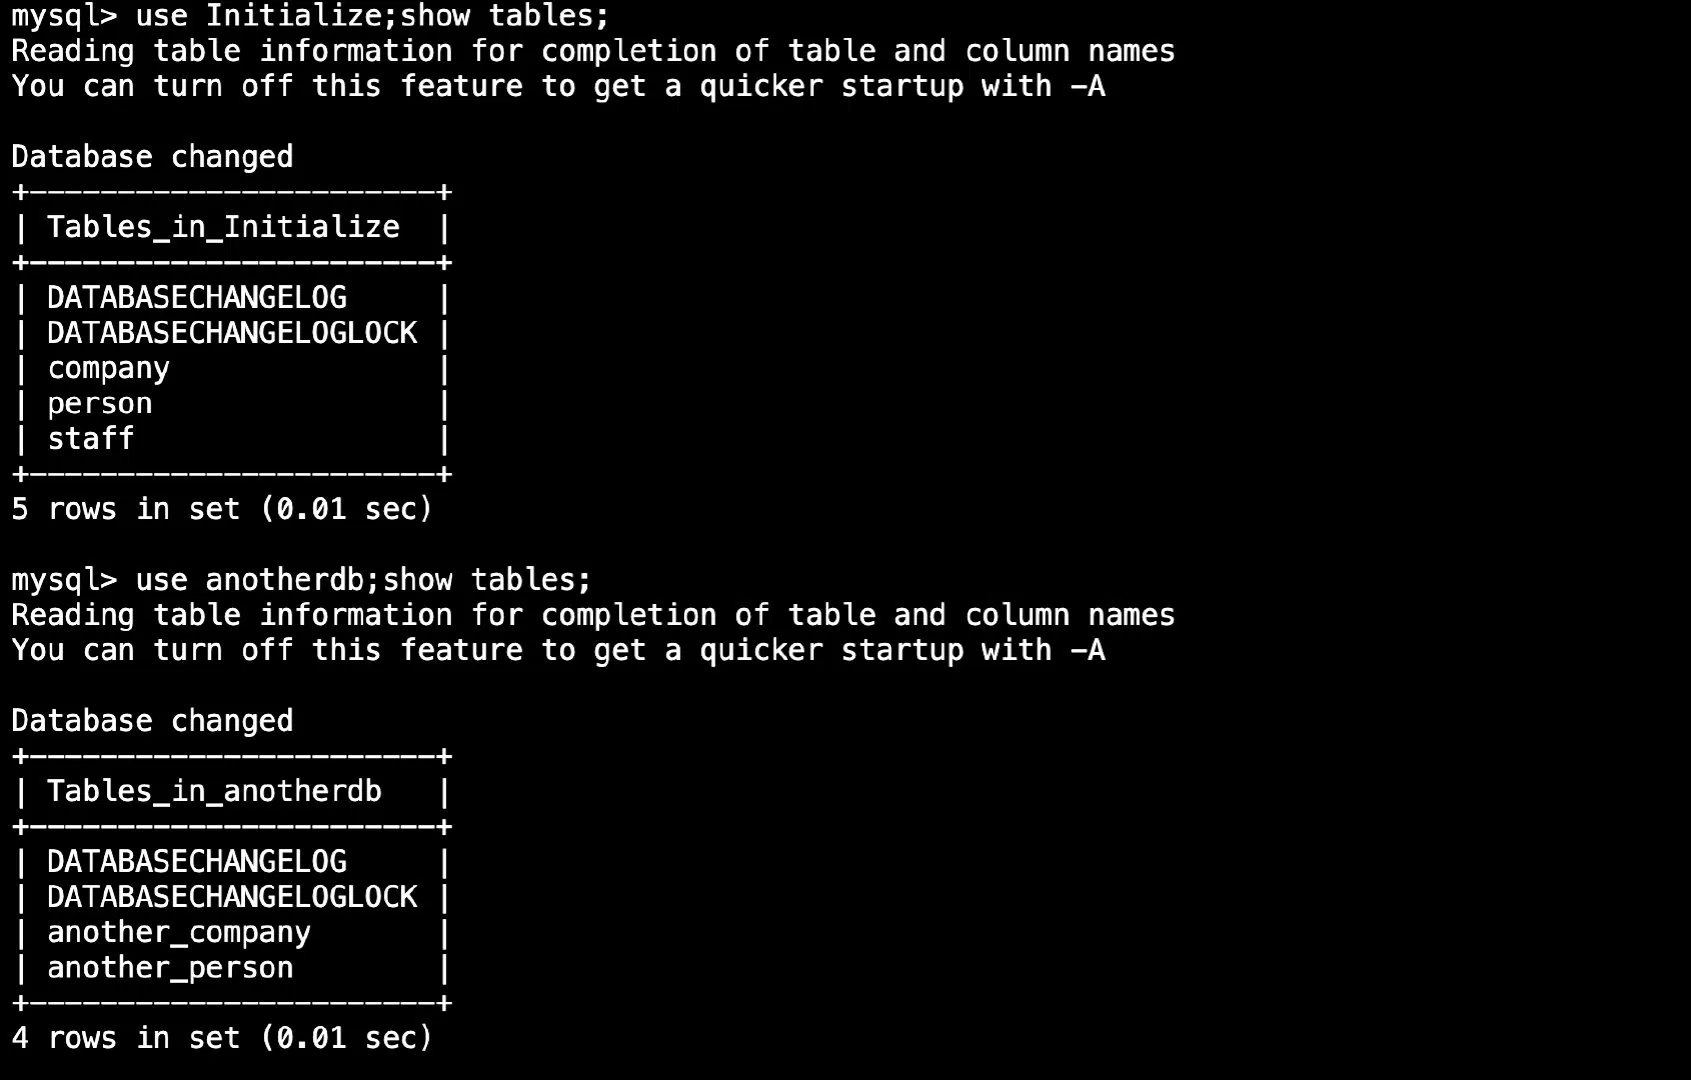 mysql> use Initialize;show tables;
Reading table information for completion of table and column names
You can turn off this feature to get a quicker startup with -A
Database changed
+-----------------------+
| Tables_in_Initialize  |
+-----------------------+
| DATABASECHANGELOG     |
| DATABASECHANGELOGLOCK |
| company               |
| person                |
| staff                 |
+-----------------------+
5 rows in set (0.01 sec)
mysql> use anotherdb;show tables;
Reading table information for completion of table and column names
You can turn off this feature to get a quicker startup with -A
Database changed
+-----------------------+
| Tables_in_anotherdb   |
+-----------------------+
| DATABASECHANGELOG     |
| DATABASECHANGELOGLOCK |
| another_company       |
| another_person        |
+-----------------------+
4 rows in set (0.01 sec)